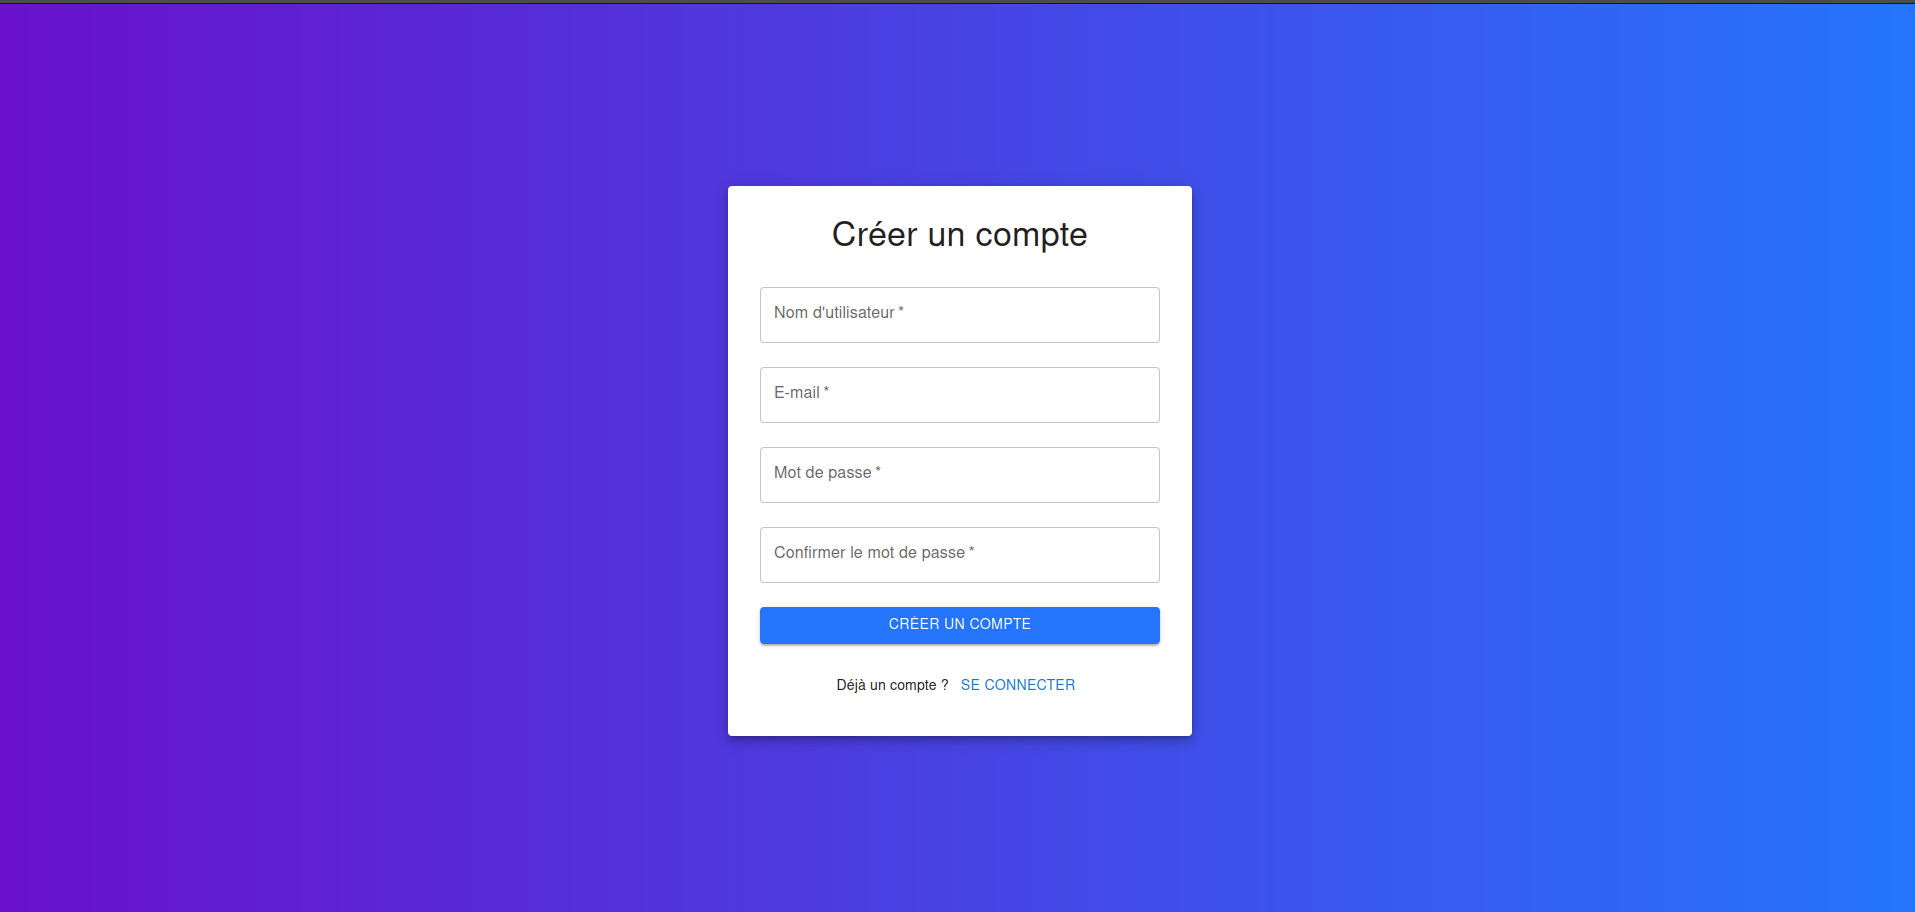 Créer un compte
Nom d'utilisateur *
E-mail *
Mot de passe *
Confirmer le mot de passe *
CRÉER UN COMPTE
Déjà un compte ? SE CONNECTER